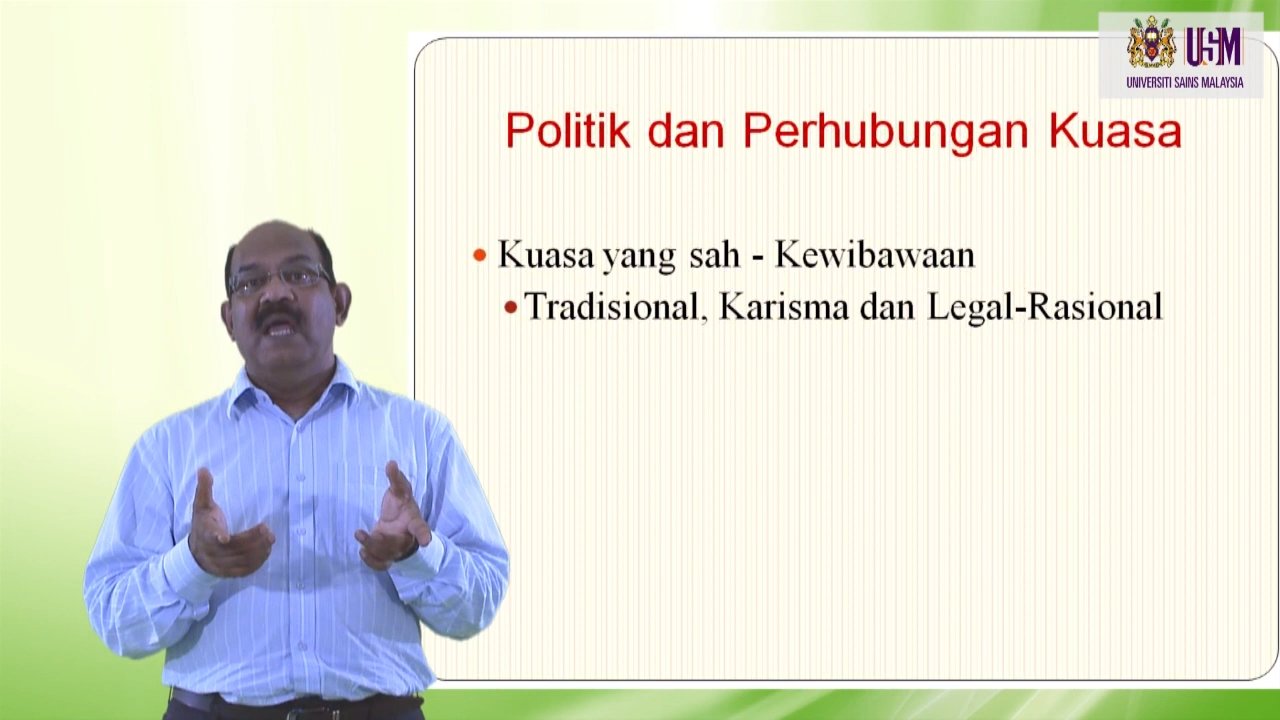 USM
UNIVERSITI SAINS MALAYSIA
Politik dan Perhubungan Kuasa
Kuasa yang sah - Kewibawaan
Tradisional, Karisma dan Legal-Rasional